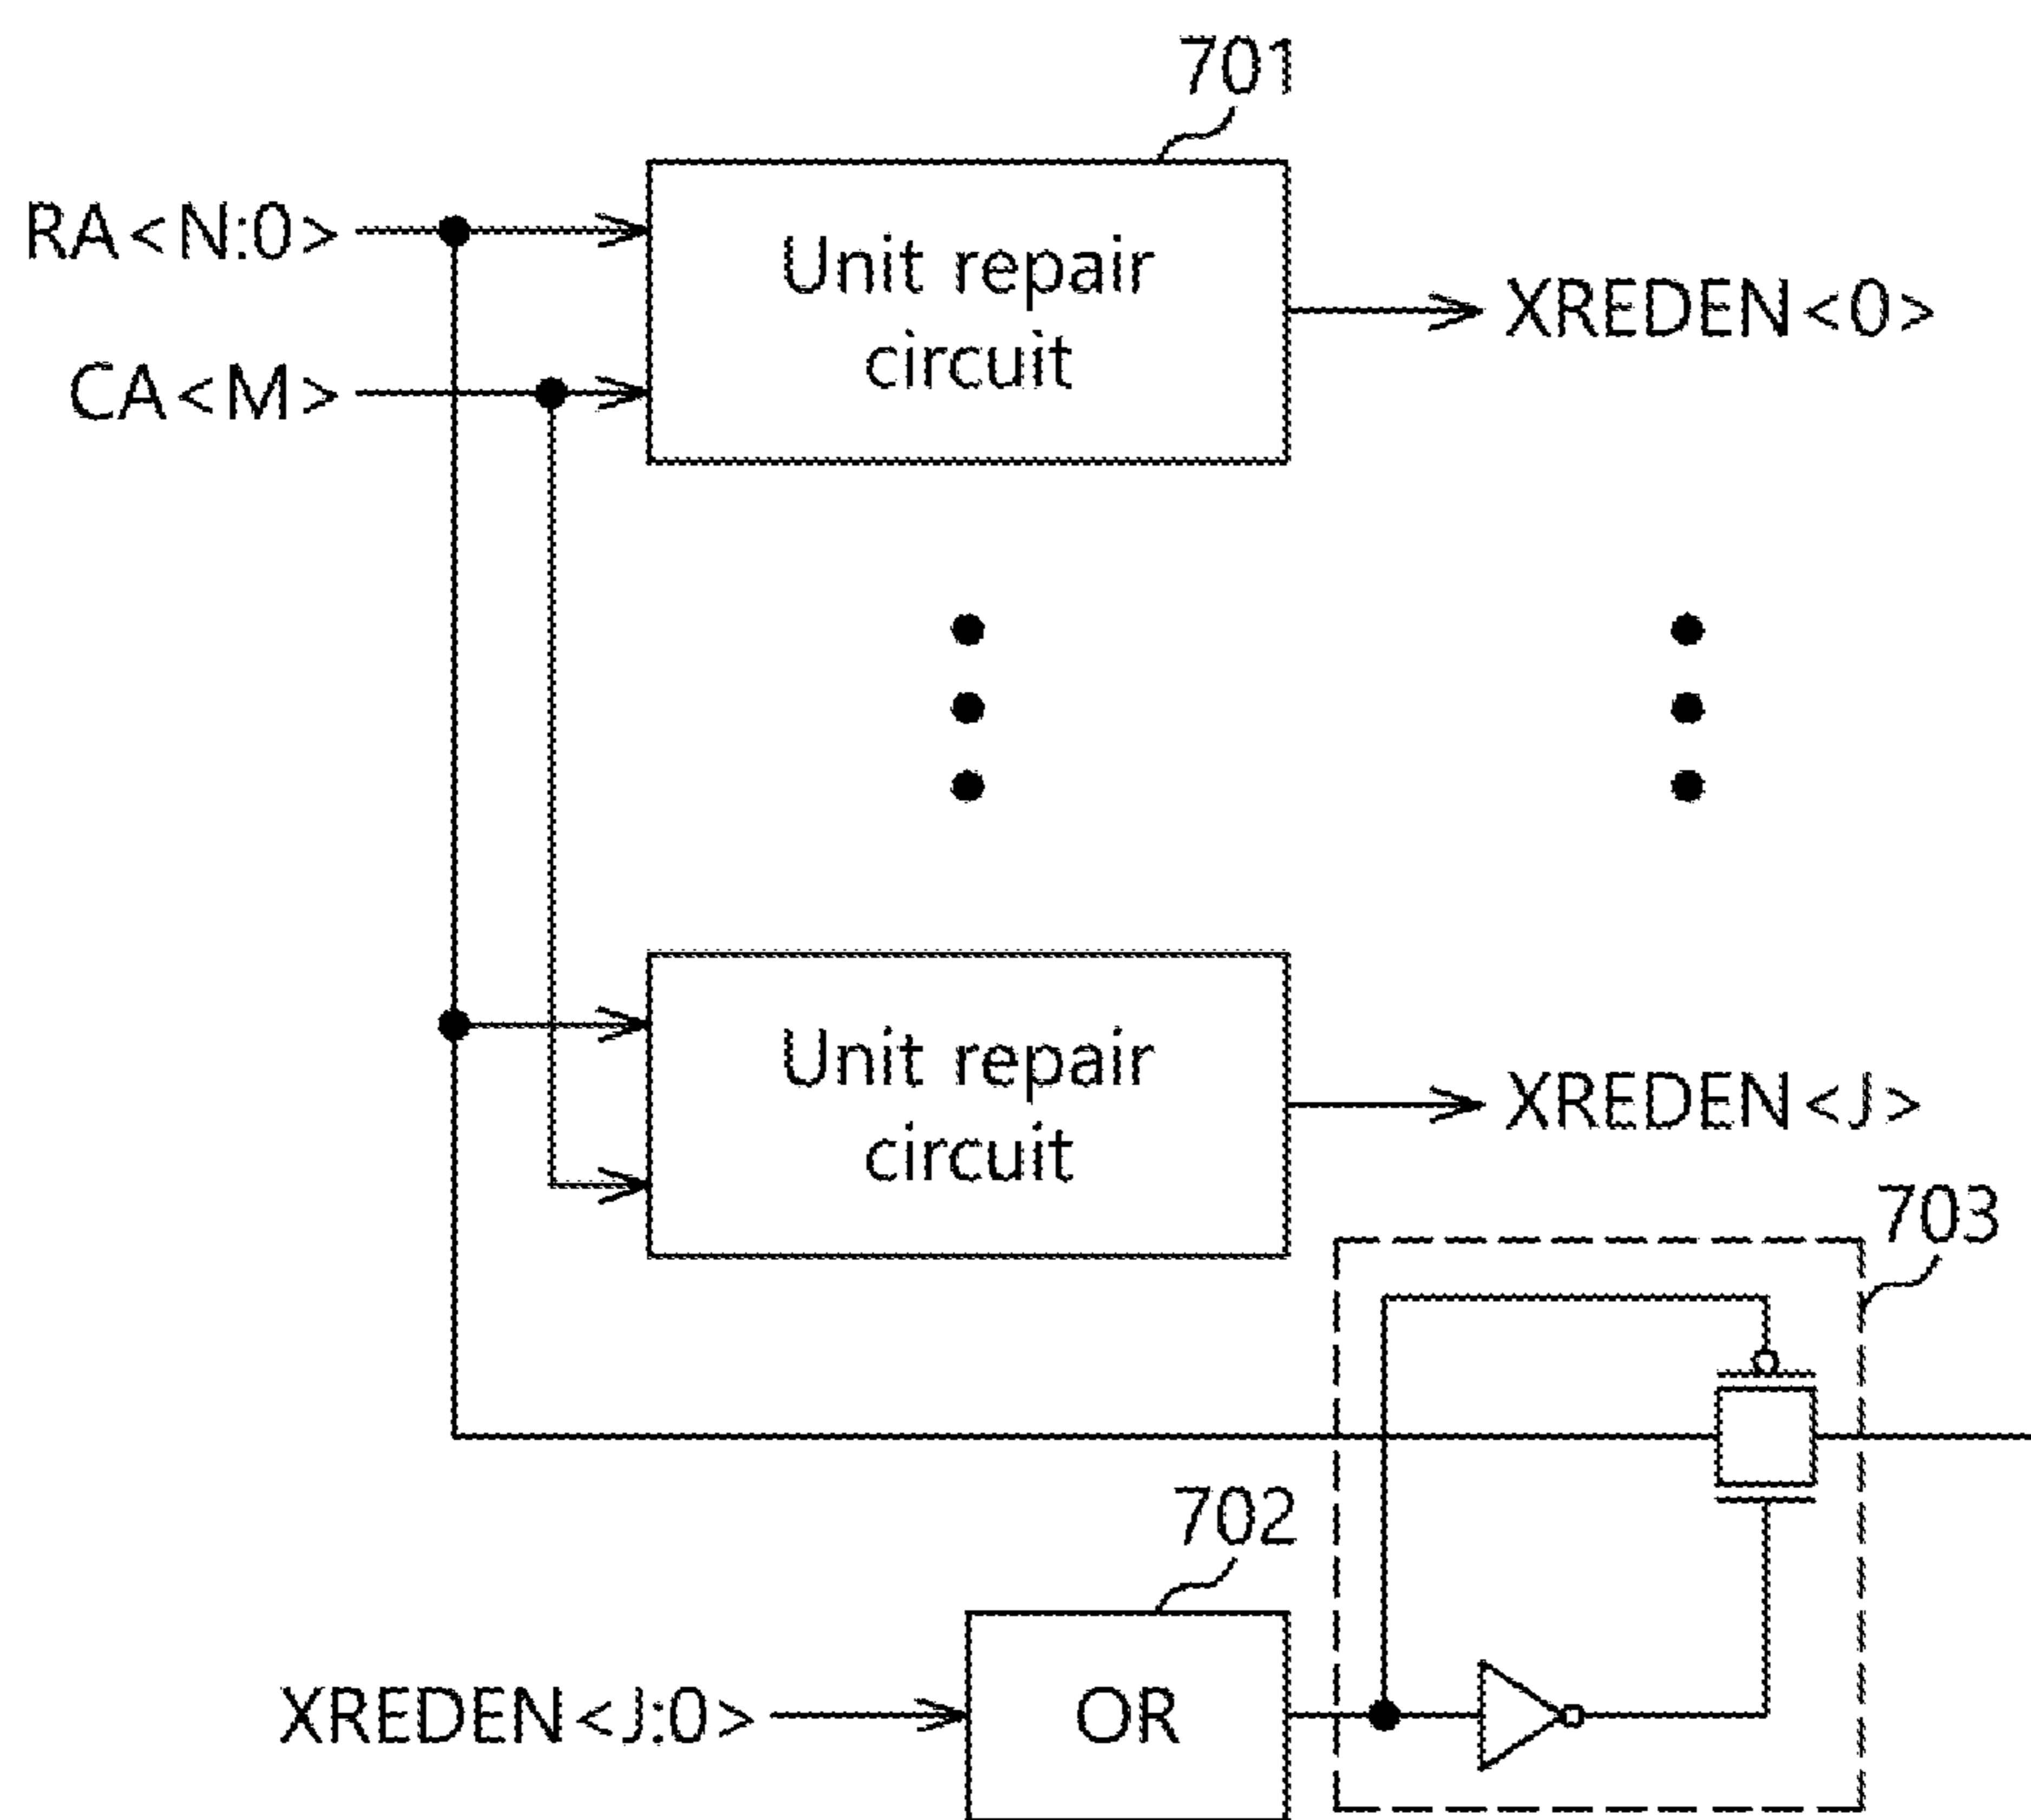 701
RA<N:0>
Unit repair
circuit
XREDEN<0>
CA<M>
Unit repair
circuit
XREDEN<J>
703
702
XREDEN<J:0>
OR